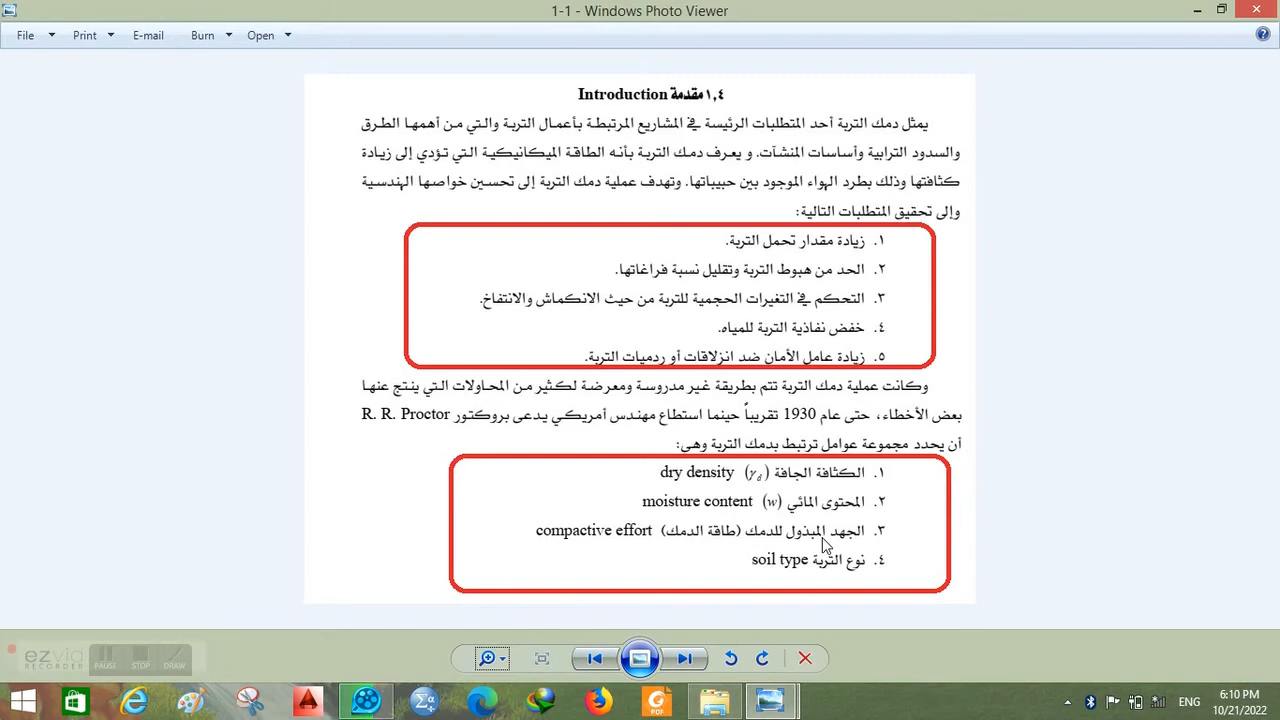 1-1 - Windows Photo Viewer
File Print E-mail Burn Open
١,٤ مقدمة Introduction
يمثل دمك التربة أحد المتطلبات الرئيسة في المشاريع المرتبطة بأعمال التربة والتي من أهمها الطرق
والسدود الترابية وأساسات المنشآت. و يعرف دمك التربة بأنه الطاقة الميكانيكية التي تؤدي إلى زيادة
كثافتها وذلك بطرد الهواء الموجود بين حبيباتها. وتهدف عملية دمك التربة إلى تحسين خواصها الهندسية
وإلى تحقيق المتطلبات التالية:
١. زيادة مقدار تحمل التربة.
٢. الحد من هبوط التربة وتقليل نسبة فراغاتها.
٣. التحكم في التغيرات الحجمية للتربة من حيث الانكماش والانتفاخ.
٤. خفض نفاذية التربة للمياه.
٥. زيادة عامل الأمان ضد انزلاقات أو ردميات التربة.
وكانت عملية دمك التربة تتم بطريقة غير مدروسة ومعرضة لكثير من المحاولات التي ينتج عنها
بعض الأخطاء، حتى عام 1930 تقريباً حينما استطاع مهندس أمريكي يدعى بروكتور R. R. Proctor
أن يحدد مجموعة عوامل ترتبط بدمك التربة وهي:
١. الكثافة الجافة (γd) dry density
٢. المحتوى المائي (w) moisture content
٣. الجهد المبذول للدمك (طاقة الدمك) compactive effort
٤. نوع التربة soil type
ezvid
RECORDER
PAUSE STOP DRAW
PDF
ENG
6:10 PM
10/21/2022